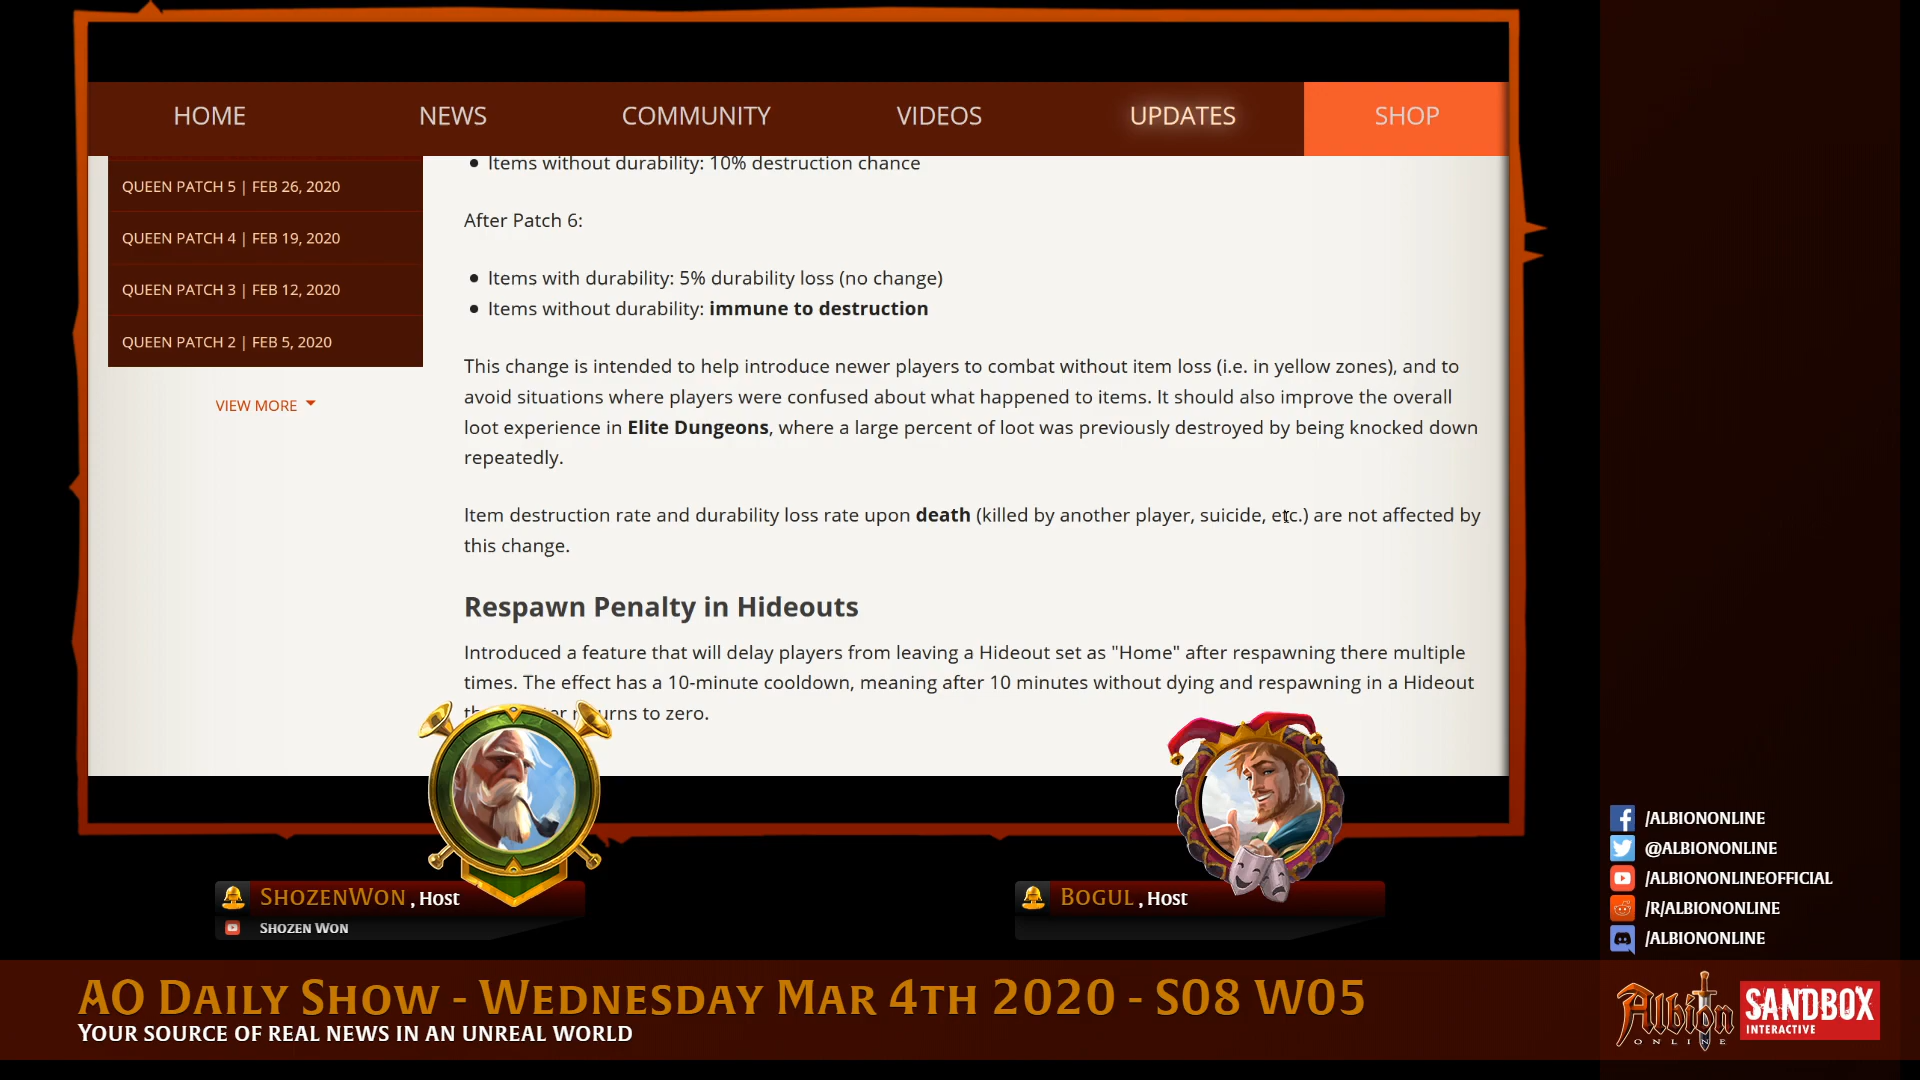 HOME NEWS COMMUNITY VIDEOS UPDATES SHOP
QUEEN PATCH 5 | FEB 26, 2020
QUEEN PATCH 4 | FEB 19, 2020
QUEEN PATCH 3 | FEB 12, 2020
QUEEN PATCH 2 | FEB 5, 2020
VIEW MORE
• Items without durability: 10% destruction chance
After Patch 6:
• Items with durability: 5% durability loss (no change)
• Items without durability: immune to destruction
This change is intended to help introduce newer players to combat without item loss (i.e. in yellow zones), and to
avoid situations where players were confused about what happened to items. It should also improve the overall
loot experience in Elite Dungeons, where a large percent of loot was previously destroyed by being knocked down
repeatedly.
Item destruction rate and durability loss rate upon death (killed by another player, suicide, etc.) are not affected by
this change.
Respawn Penalty in Hideouts
Introduced a feature that will delay players from leaving a Hideout set as "Home" after respawning there multiple
times. The effect has a 10-minute cooldown, meaning after 10 minutes without dying and respawning in a Hideout
to zero.
ShozenWon, Host
Shozen Won
Bogul, Host
/ALBIONONLINE
@ALBIONONLINE
/ALBIONONLINEOFFICIAL
/R/ALBIONONLINE
/ALBIONONLINE
AO Daily Show - Wednesday Mar 4th 2020 - S08 W05
Your source of real news in an unreal world
Albion
ONLINE
SANDBOX
INTERACTIVE